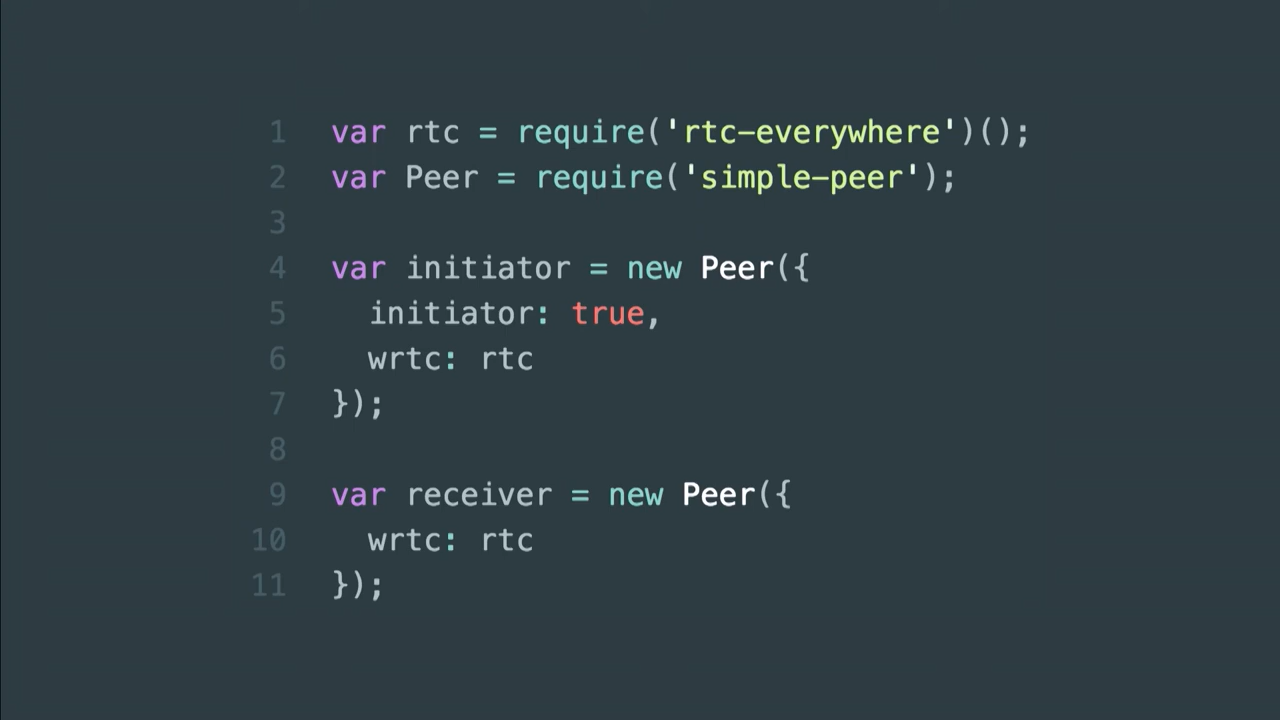 1 var rtc = require('rtc-everywhere')();
2 var Peer = require('simple-peer');
3
4 var initiator = new Peer({
5   initiator: true,
6   wrtc: rtc
7 });
8
9 var receiver = new Peer({
10   wrtc: rtc
11 });